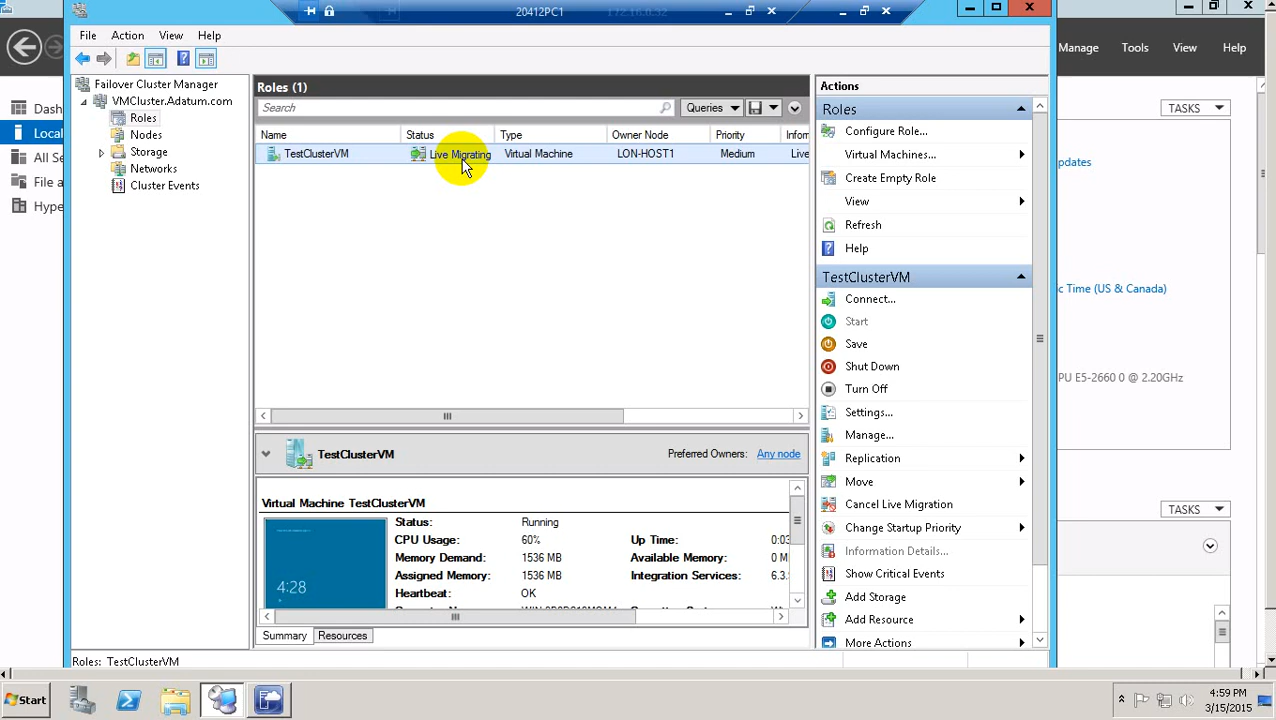 20412PC1
172.16.0.32
File Action View Help
Manage Tools View Help
Failover Cluster Manager
VMCluster.Adatum.com
Roles
Nodes
Storage
Networks
Cluster Events
Dash
Local
All Se
File a
Hype
Roles (1)
Search
Queries
Name Status Type Owner Node Priority Inform
TestClusterVM Live Migrating Virtual Machine LON-HOST1 Medium Live
TestClusterVM
Preferred Owners: Any node
Virtual Machine TestClusterVM
Status: Running
CPU Usage: 60% Up Time: 0:03
Memory Demand: 1536 MB Available Memory: 0 M
Assigned Memory: 1536 MB Integration Services: 6.3.
Heartbeat: OK
4:28
Summary Resources
Roles: TestClusterVM
Actions
Roles
Configure Role...
Virtual Machines...
Create Empty Role
View
Refresh
Help
TestClusterVM
Connect...
Start
Save
Shut Down
Turn Off
Settings...
Manage...
Replication
Move
Cancel Live Migration
Change Startup Priority
Information Details...
Show Critical Events
Add Storage
Add Resource
More Actions
TASKS
pdates
c Time (US & Canada)
PU E5-2660 0 @ 2.20GHz
TASKS
Start
4:59 PM
3/15/2015